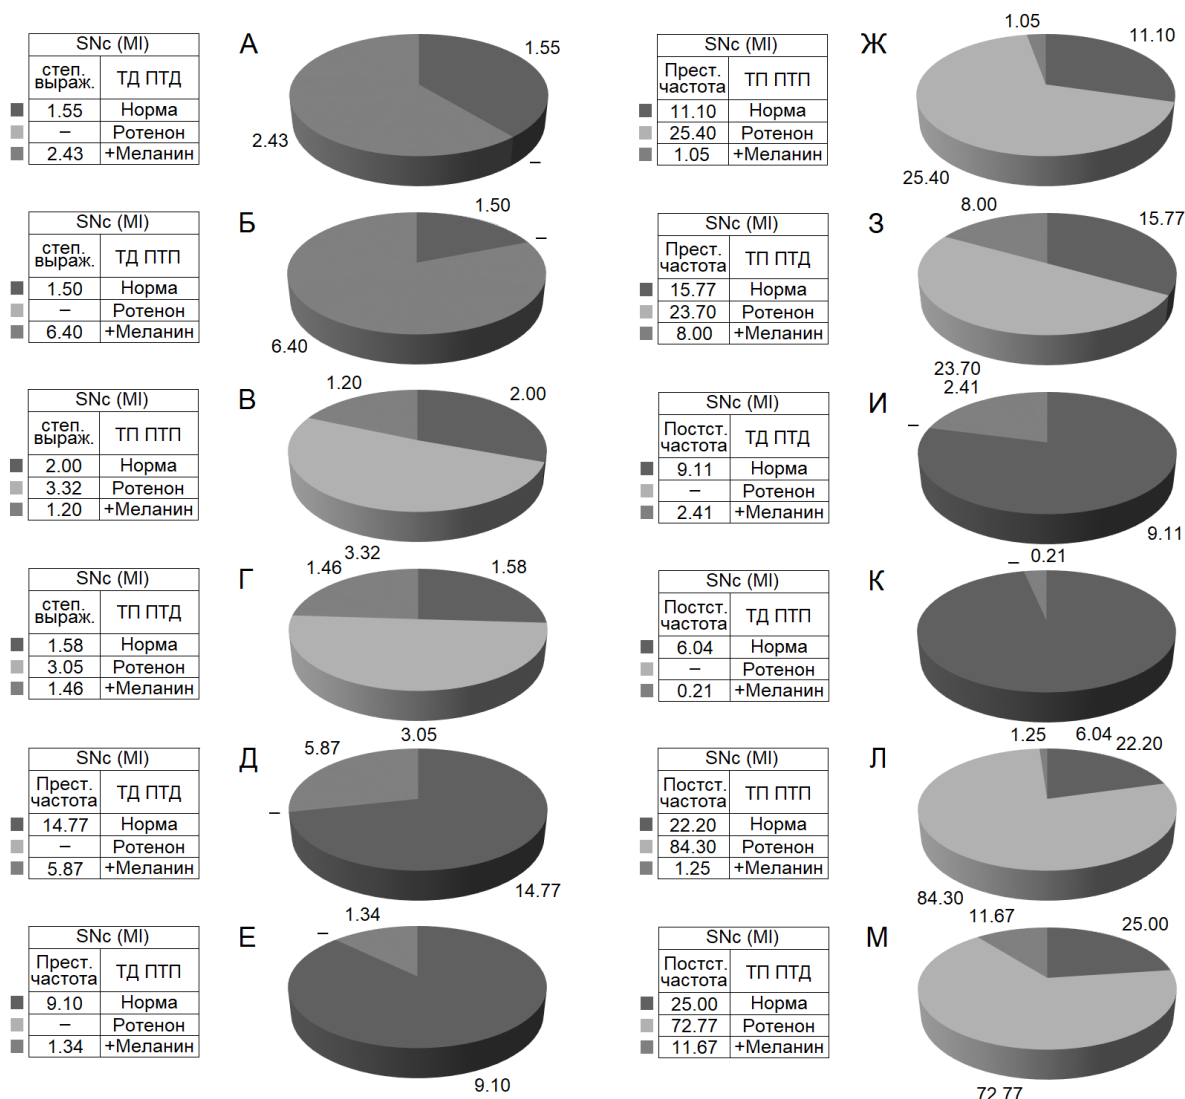 SNc (MI)
степ. выраж. ТД ПТД
1.55 Норма
– Ротенон
2.43 +Меланин
А
1.55
2.43
–
SNc (MI)
степ. выраж. ТД ПТП
1.50 Норма
– Ротенон
6.40 +Меланин
Б
1.50
–
6.40
SNc (MI)
степ. выраж. ТП ПТП
2.00 Норма
3.32 Ротенон
1.20 +Меланин
В
1.20
2.00
3.32
SNc (MI)
степ. выраж. ТП ПТД
1.58 Норма
3.05 Ротенон
1.46 +Меланин
Г
1.46
1.58
3.05
SNc (MI)
Прест. частота ТД ПТД
14.77 Норма
– Ротенон
5.87 +Меланин
Д
5.87
–
14.77
SNc (MI)
Прест. частота ТД ПТП
9.10 Норма
– Ротенон
1.34 +Меланин
Е
1.34
–
9.10
SNc (MI)
Прест. частота ТП ПТП
11.10 Норма
25.40 Ротенон
1.05 +Меланин
Ж
1.05
11.10
25.40
SNc (MI)
Прест. частота ТП ПТД
15.77 Норма
23.70 Ротенон
8.00 +Меланин
З
8.00
15.77
23.70
SNc (MI)
Постст. частота ТД ПТД
9.11 Норма
– Ротенон
2.41 +Меланин
И
2.41
–
9.11
SNc (MI)
Постст. частота ТД ПТП
6.04 Норма
– Ротенон
0.21 +Меланин
К
– 0.21
6.04
SNc (MI)
Постст. частота ТП ПТП
22.20 Норма
84.30 Ротенон
1.25 +Меланин
Л
1.25
22.20
84.30
SNc (MI)
Постст. частота ТП ПТД
25.00 Норма
72.77 Ротенон
11.67 +Меланин
М
11.67
25.00
72.77